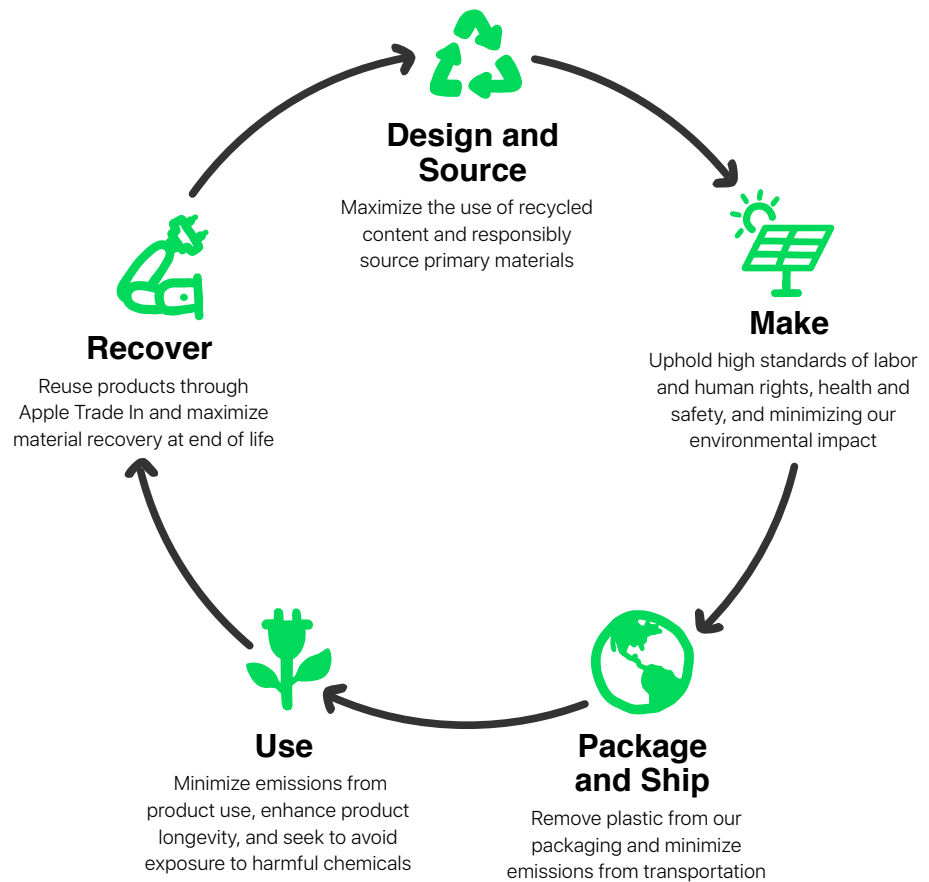 Design and
Source
Maximize the use of recycled
content and responsibly
source primary materials
Make
Uphold high standards of labor
and human rights, health and
safety, and minimizing our
environmental impact
Package
and Ship
Remove plastic from our
packaging and minimize
emissions from transportation
Use
Minimize emissions from
product use, enhance product
longevity, and seek to avoid
exposure to harmful chemicals
Recover
Reuse products through
Apple Trade In and maximize
material recovery at end of life